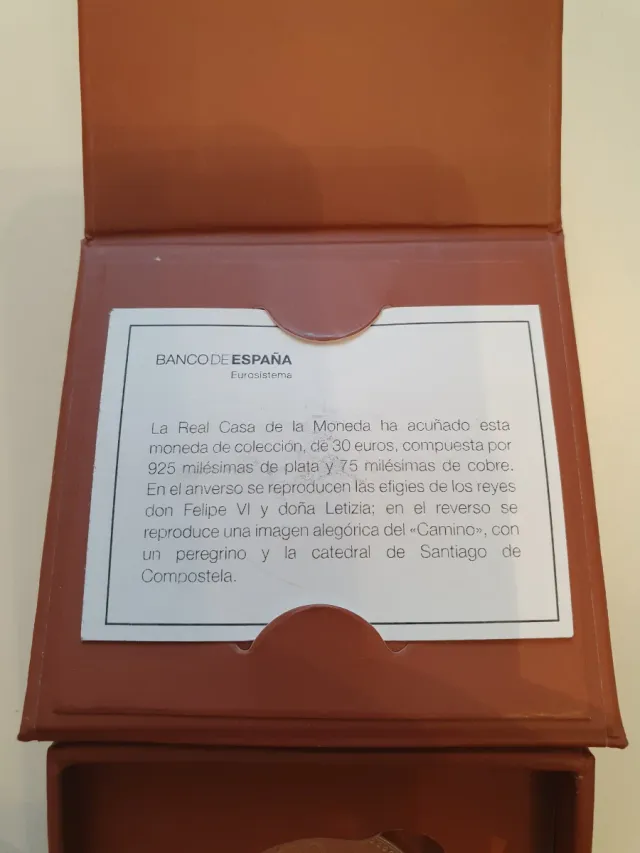 BANCO DE ESPAÑA
Eurosistema
La Real Casa de la Moneda ha acuñado esta
moneda de colección, de 30 euros, compuesta por
925 milésimas de plata y 75 milésimas de cobre.
En el anverso se reproducen las efigies de los reyes
don Felipe VI y doña Letizia; en el reverso se
reproduce una imagen alegórica del «Camino», con
un peregrino y la catedral de Santiago de
Compostela.